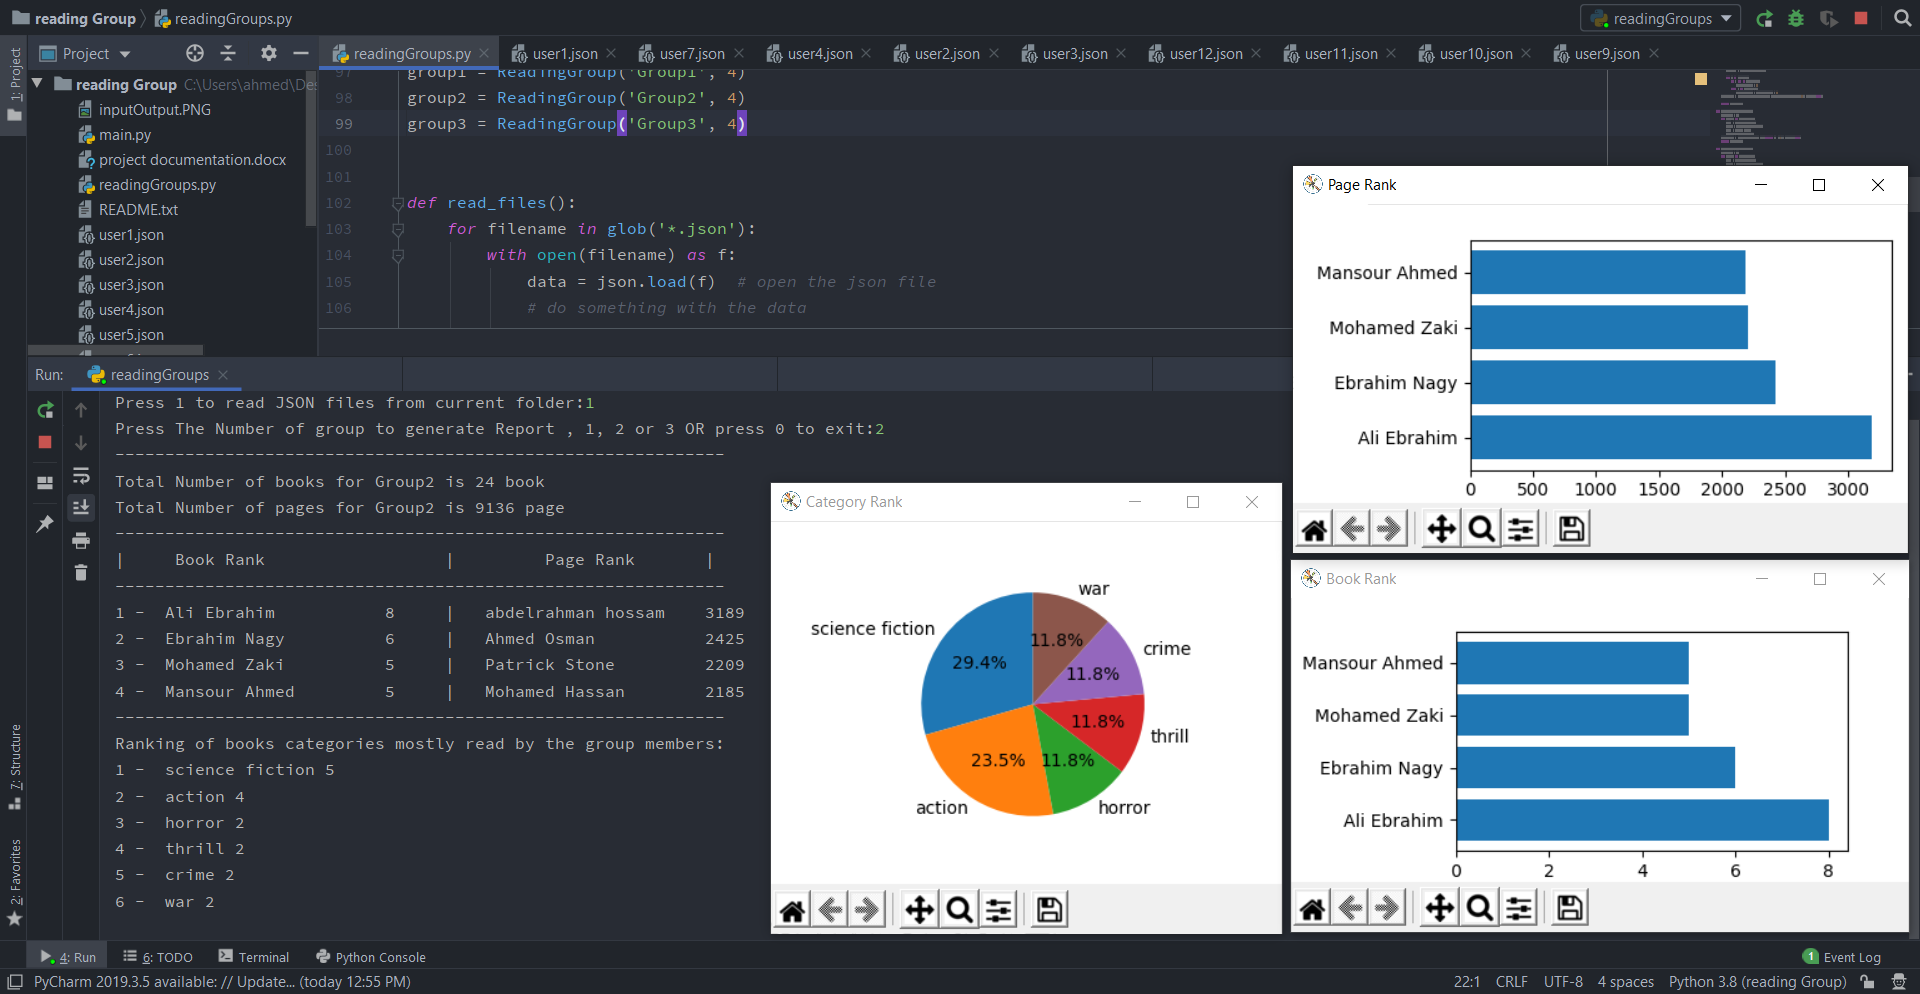 reading Group readingGroups.py
readingGroups
1: Project
Project
readingGroups.py user1.json user7.json user4.json user2.json user3.json user12.json user11.json user10.json user9.json
reading Group C:\Users\ahmed\De
inputOutput.PNG
main.py
project documentation.docx
readingGroups.py
README.txt
user1.json
user2.json
user3.json
user4.json
user5.json
97 group1 = ReadingGroup('Group1', 4)
98 group2 = ReadingGroup('Group2', 4)
99 group3 = ReadingGroup('Group3', 4)
100
101
102 def read_files():
103 for filename in glob('*.json'):
104 with open(filename) as f:
105 data = json.load(f) # open the json file
106 # do something with the data
Run: readingGroups
Press 1 to read JSON files from current folder:1
Press The Number of group to generate Report , 1, 2 or 3 OR press 0 to exit:2
-------------------------------------------------------------
Total Number of books for Group2 is 24 book
Total Number of pages for Group2 is 9136 page
-------------------------------------------------------------
| Book Rank | Page Rank |
-------------------------------------------------------------
1 - Ali Ebrahim 8 | abdelrahman hossam 3189
2 - Ebrahim Nagy 6 | Ahmed Osman 2425
3 - Mohamed Zaki 5 | Patrick Stone 2209
4 - Mansour Ahmed 5 | Mohamed Hassan 2185
-------------------------------------------------------------
Ranking of books categories mostly read by the group members:
1 - science fiction 5
2 - action 4
3 - horror 2
4 - thrill 2
5 - crime 2
6 - war 2
7: Structure
2: Favorites
Category Rank
war
science fiction
11.8%
crime
29.4%
11.8%
11.8%
thrill
23.5%
11.8%
action
horror
Page Rank
Mansour Ahmed
Mohamed Zaki
Ebrahim Nagy
Ali Ebrahim
0 500 1000 1500 2000 2500 3000
Book Rank
Mansour Ahmed
Mohamed Zaki
Ebrahim Nagy
Ali Ebrahim
0 2 4 6 8
4: Run 6: TODO Terminal Python Console
1 Event Log
PyCharm 2019.3.5 available: // Update... (today 12:55 PM)
22:1 CRLF UTF-8 4 spaces Python 3.8 (reading Group)